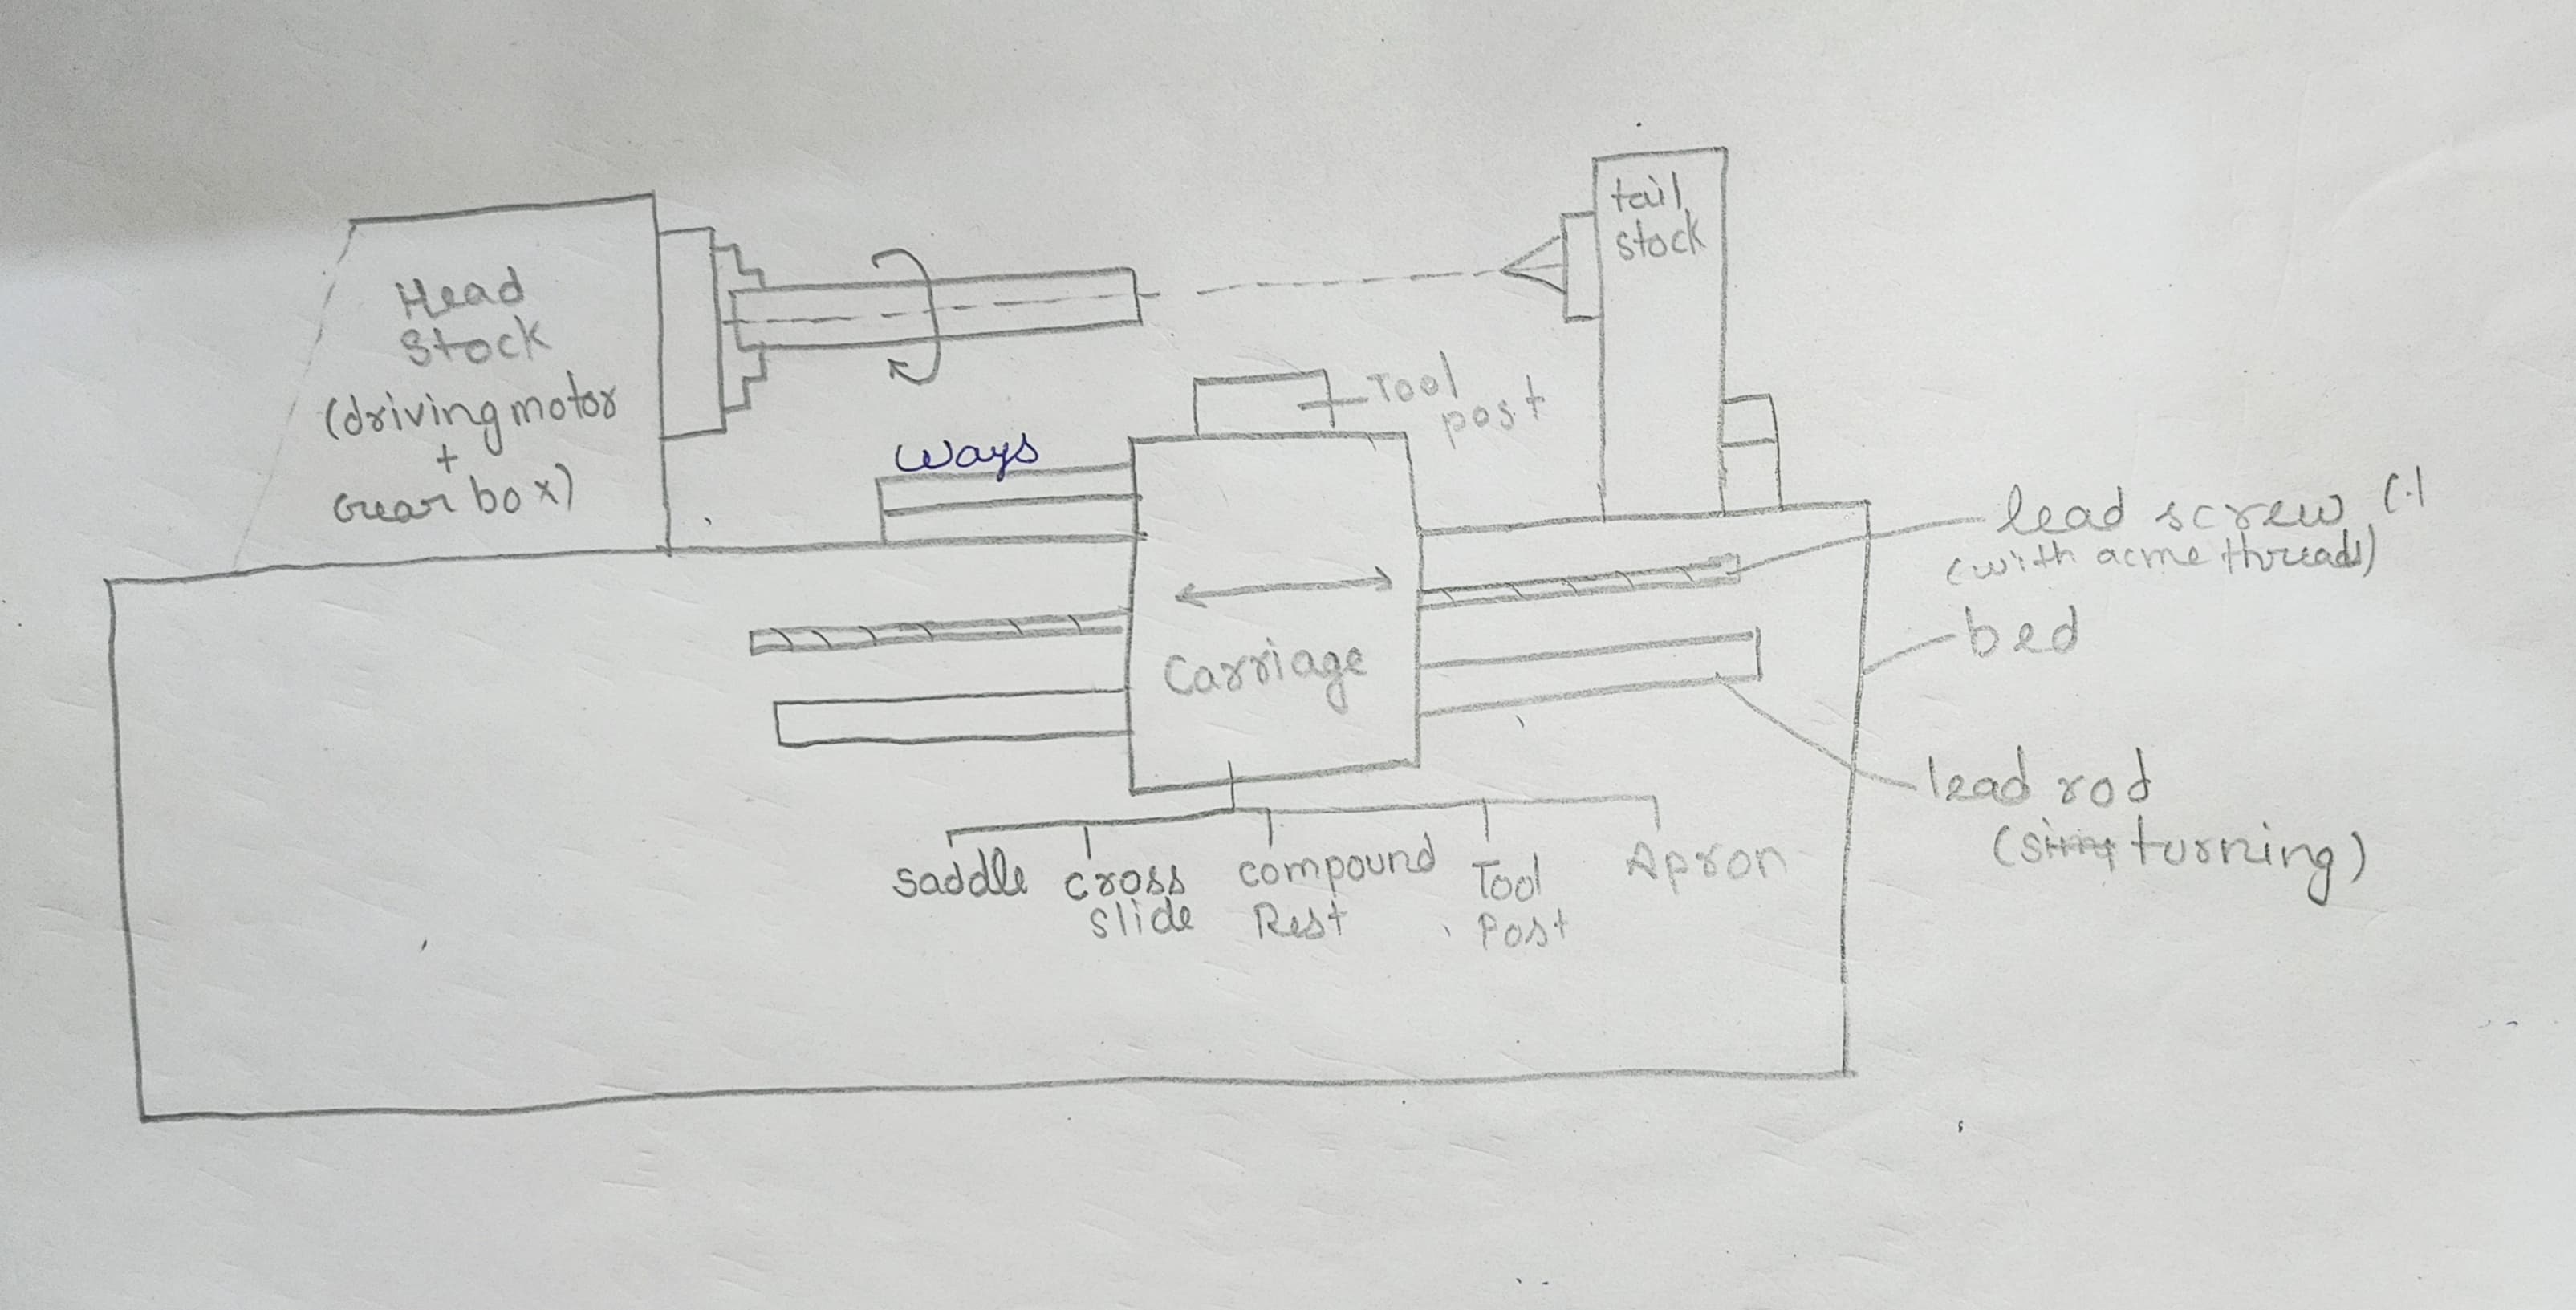 Head
Stock
(driving motor
+
Gear box)
tail
stock
Tool
post
Ways
lead screw
(with acme threads)
bed
Carriage
lead rod
(turning)
saddle
cross
slide
compound
Rest
Tool
Post
Apron